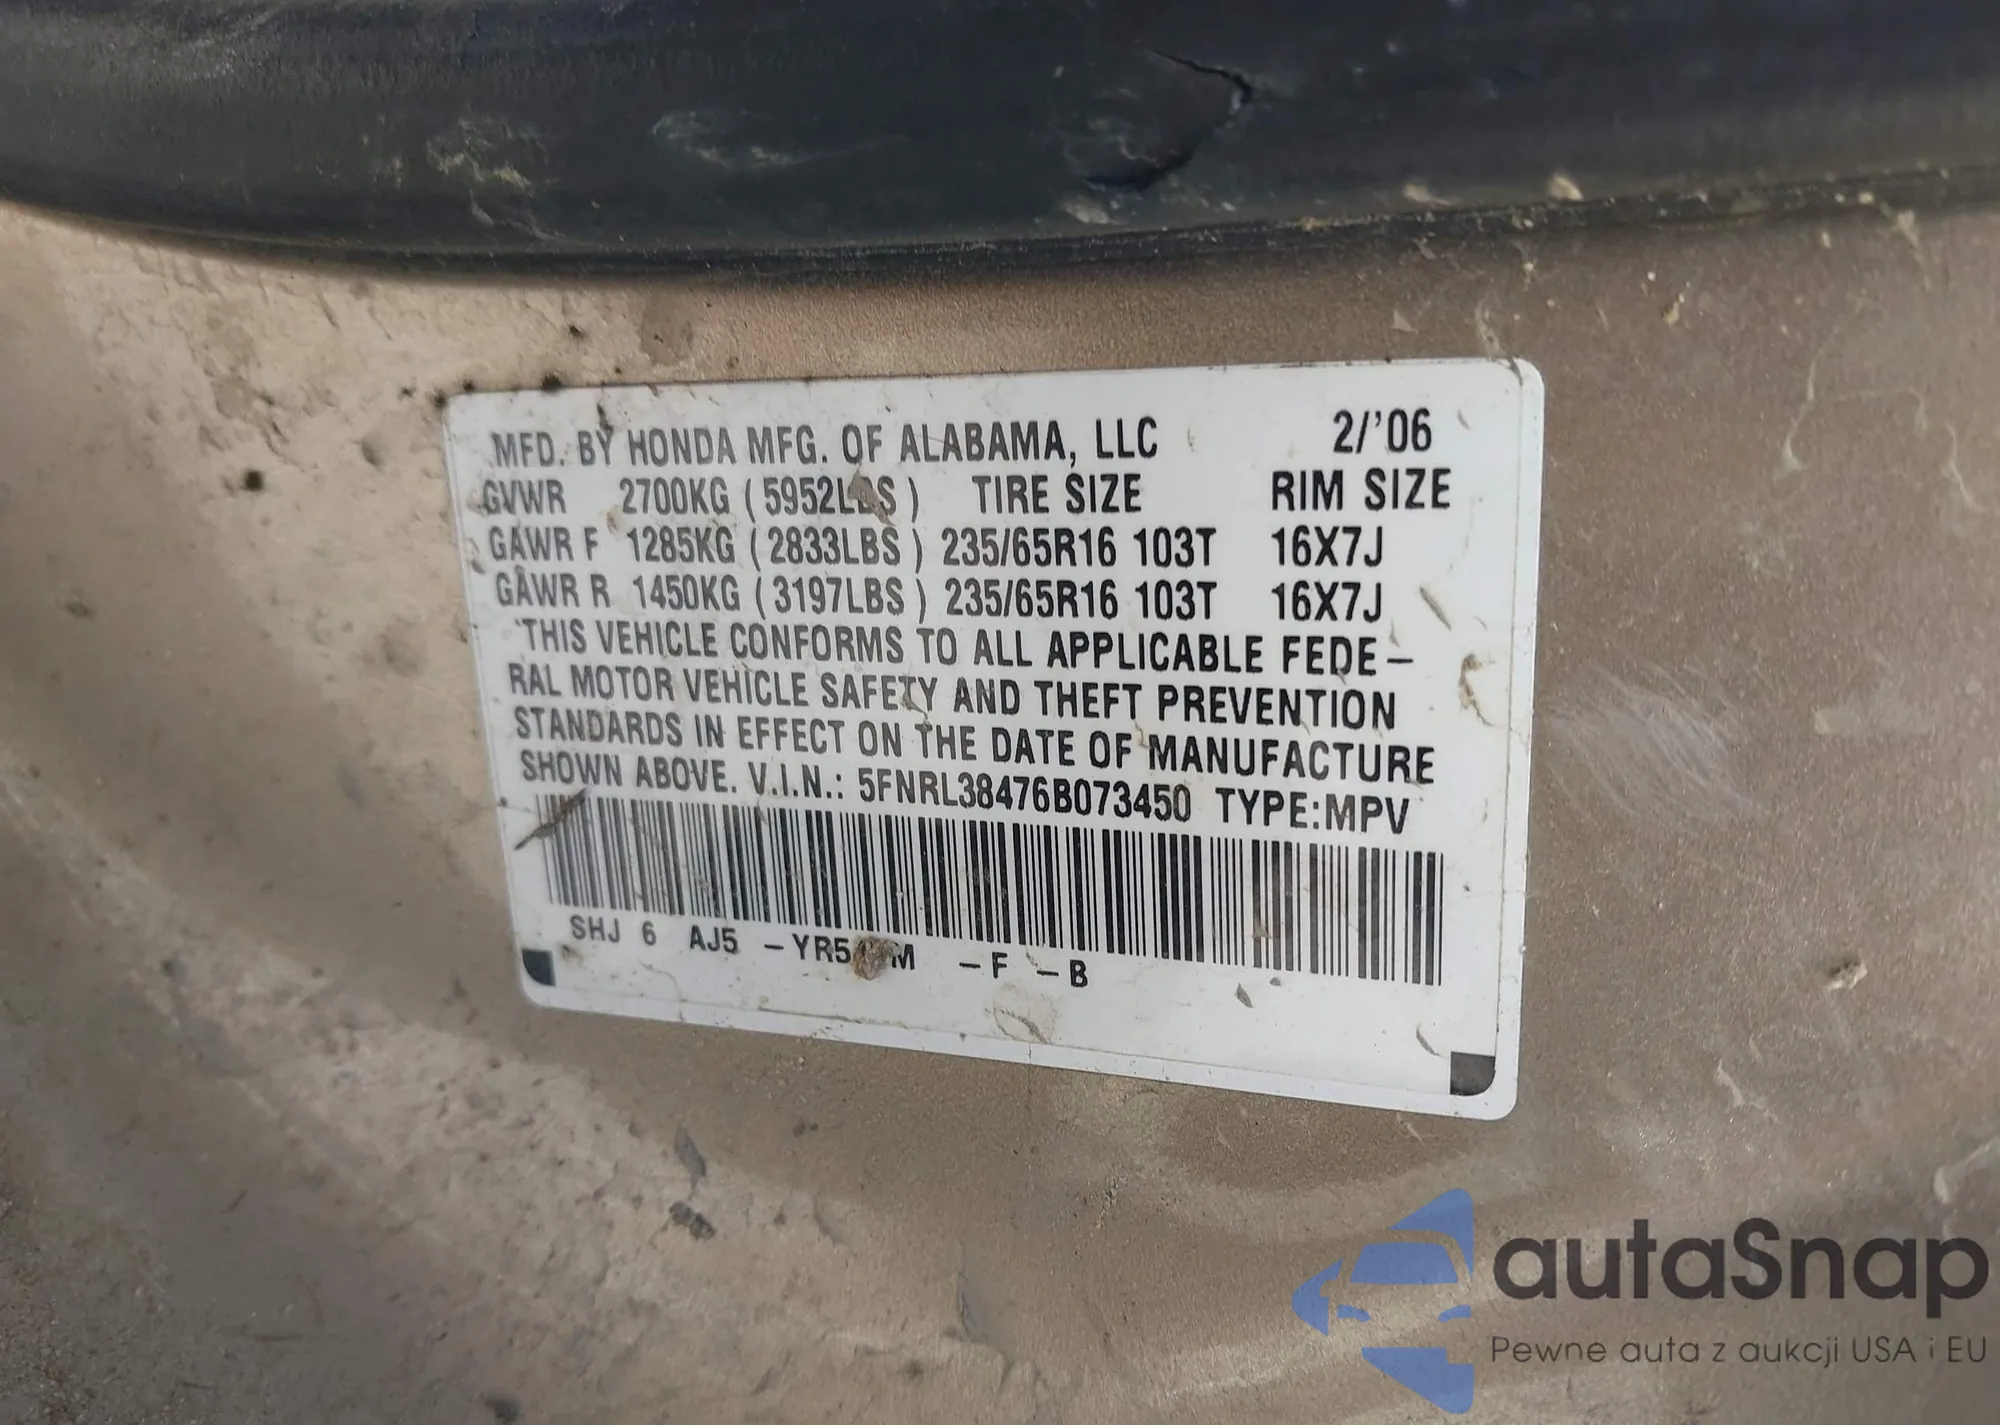 MFD. BY HONDA MFG. OF ALABAMA, LLC 2/'06
GVWR 2700KG (5952LBS) TIRE SIZE RIM SIZE
GAWR F 1285KG (2833LBS) 235/65R16 103T 16X7J
GAWR R 1450KG (3197LBS) 235/65R16 103T 16X7J
THIS VEHICLE CONFORMS TO ALL APPLICABLE FEDE-
RAL MOTOR VEHICLE SAFETY AND THEFT PREVENTION
STANDARDS IN EFFECT ON THE DATE OF MANUFACTURE
SHOWN ABOVE. V.I.N.: 5FNRL38476B073450 TYPE:MPV
SHJ 6 AJ5 -F -B
autaSnap
Pewne auta z aukcji USA i EU